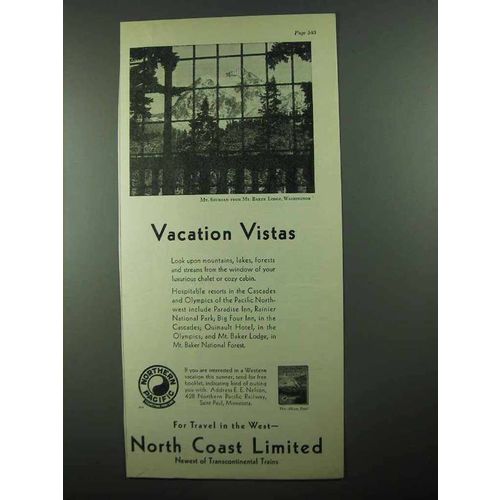 Page 563
Mt. Shuksan from Mt. Baker Lodge, Washington
Vacation Vistas
Look upon mountains, lakes, forests
and streams from the window of your
luxurious chalet or cozy cabin.
Hospitable resorts in the Cascades
and Olympics of the Pacific North-
west include Paradise Inn, Rainier
National Park, Big Four Inn, in
the Cascades; Quinault Hotel, in the
Olympics, and Mt. Baker Lodge, in
Mt. Baker National Forest.
NORTHERN
PACIFIC
If you are interested in a Western
vacation this summer, send for free
booklet, indicating kind of outing
you wish. Address E. E. Nelson,
428 Northern Pacific Railway,
Saint Paul, Minnesota.
For Travel in the West—
North Coast Limited
Newest of Transcontinental Trains